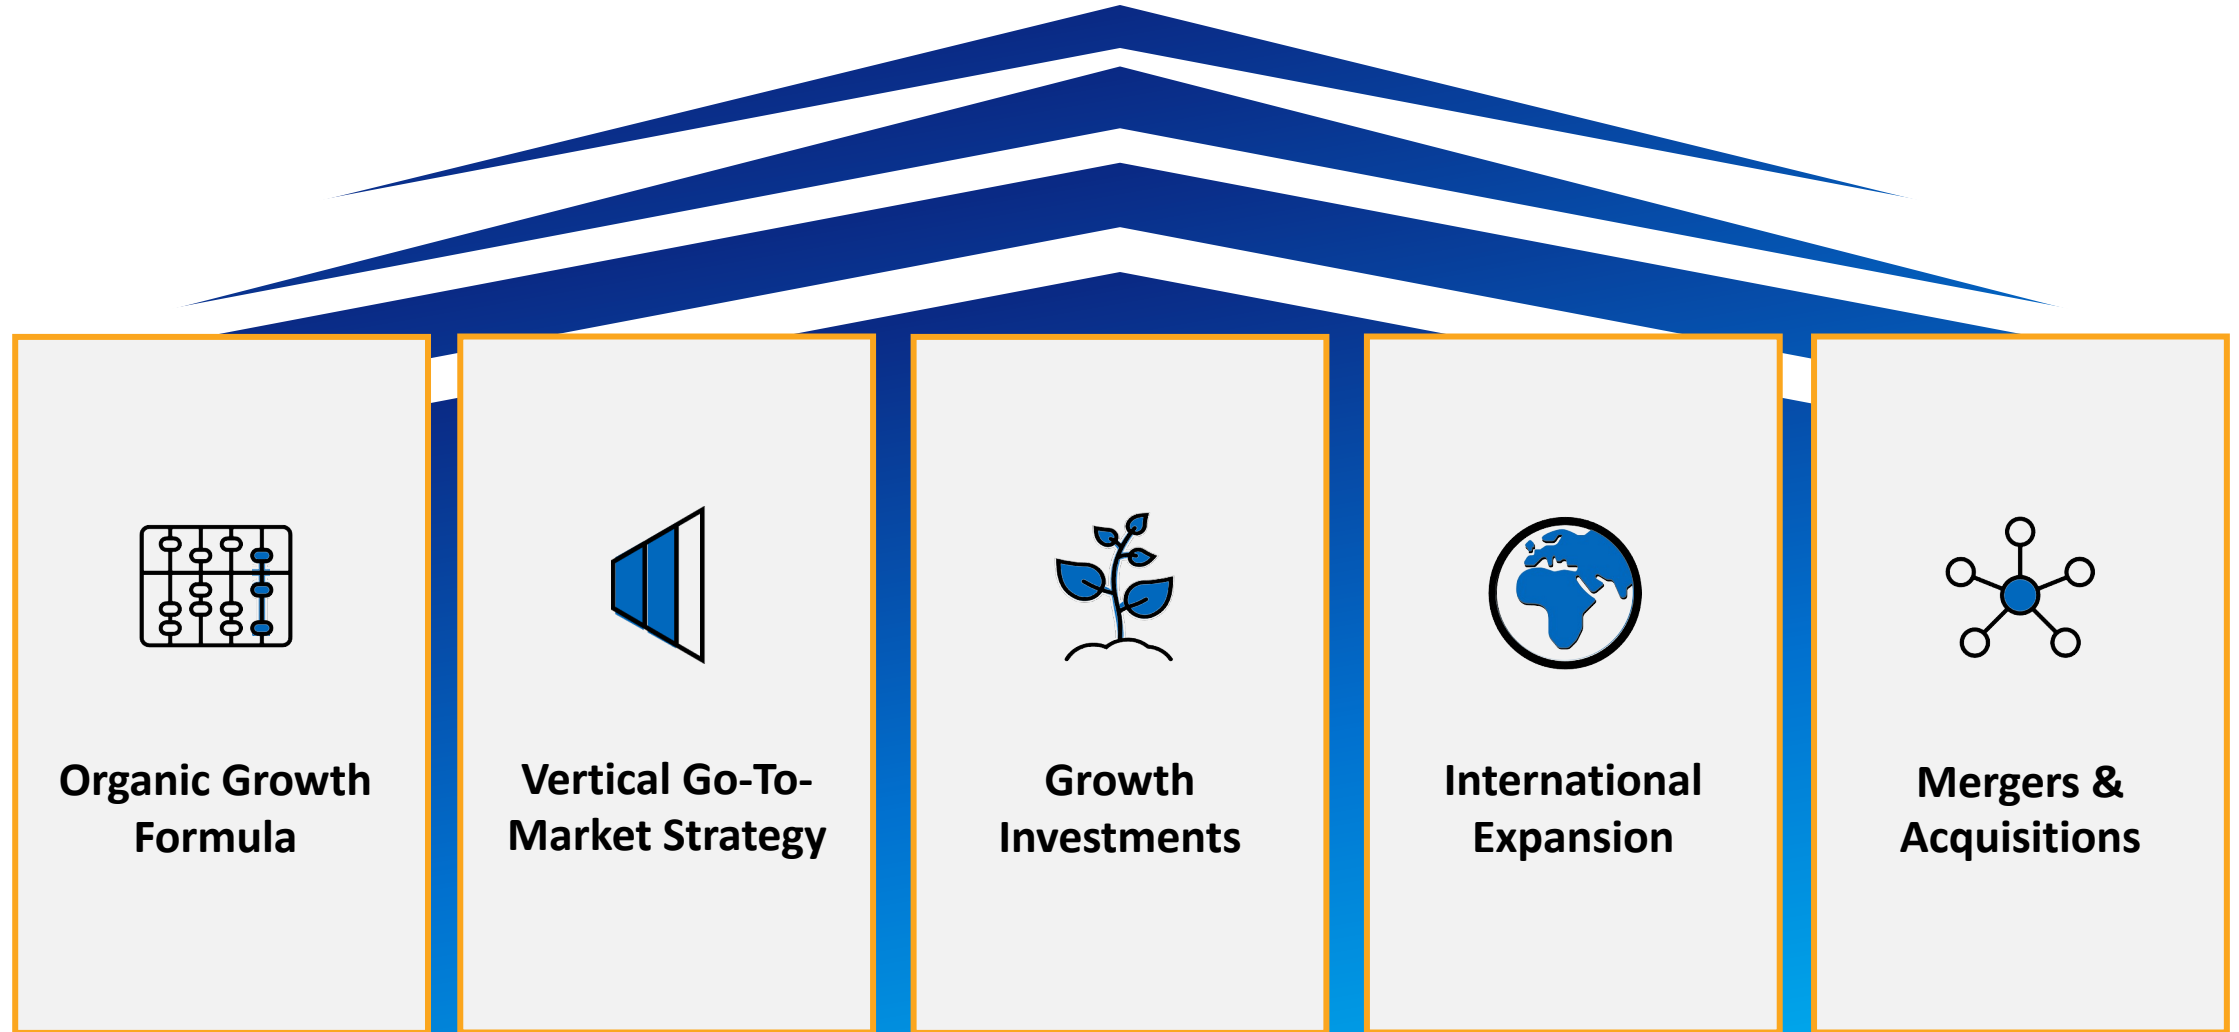 Organic Growth
Formula
Vertical Go-To-
Market Strategy
Growth
Investments
International
Expansion
Mergers &
Acquisitions